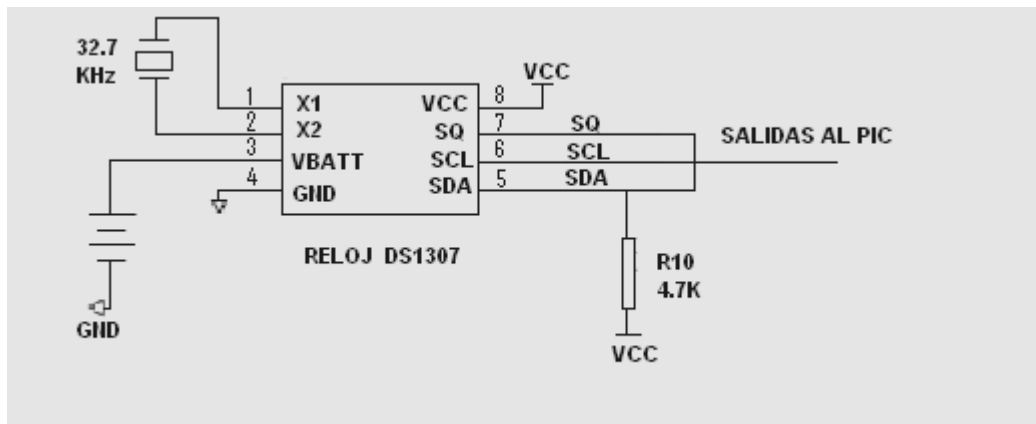 32.7
KHz
1
X1
2
X2
3
VBATT
4
GND
VCC
8
VCC
SQ
7
SQ
SCL
6
SCL
SDA
5
SDA
SALIDAS AL PIC
RELOJ DS1307
R10
4.7K
GND
VCC